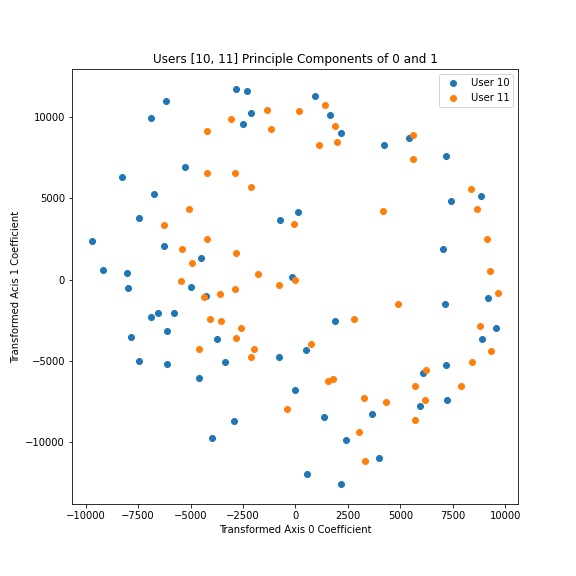 Users [10, 11] Principle Components of 0 and 1
User 10
User 11
10000
5000
0
−5000
−10000
Transformed Acis 1 Coefficient
−10000 −7500 −5000 −2500 0 2500 5000 7500 10000
Transformed Axis 0 Coefficient